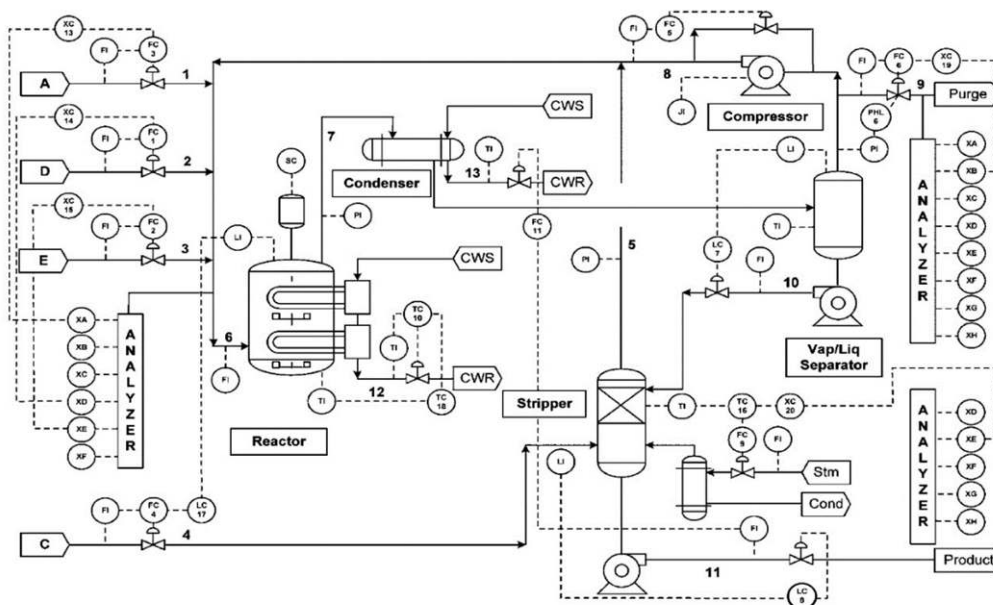 XC 13
FI
FC 3
A
1
XC 14
FI
FC 1
D
2
XC 15
FI
FC 2
E
3
LI
XA
XB
XC
XD
XE
XF
ANALYZER
6
FI
FI
FC 4
LC 17
C
4
7
SC
PI
Reactor
CWS
Condenser
TI
13
CWR
FC 11
CWS
TC 10
TI
CWR
12
TI
TC 18
FI
FC 5
8
JI
Compressor
FI
FC 6
XC 19
9
Purge
PHL 6
PI
LI
TI
LC 7
FI
10
Vap/Liq
Separator
ANALYZER
XA
XB
XC
XD
XE
XF
XG
XH
5
PI
Stripper
TI
TC 16
XC 20
FC 9
FI
Stm
Cond
LI
FI
11
LC 8
Product
ANALYZER
XD
XE
XF
XG
XH